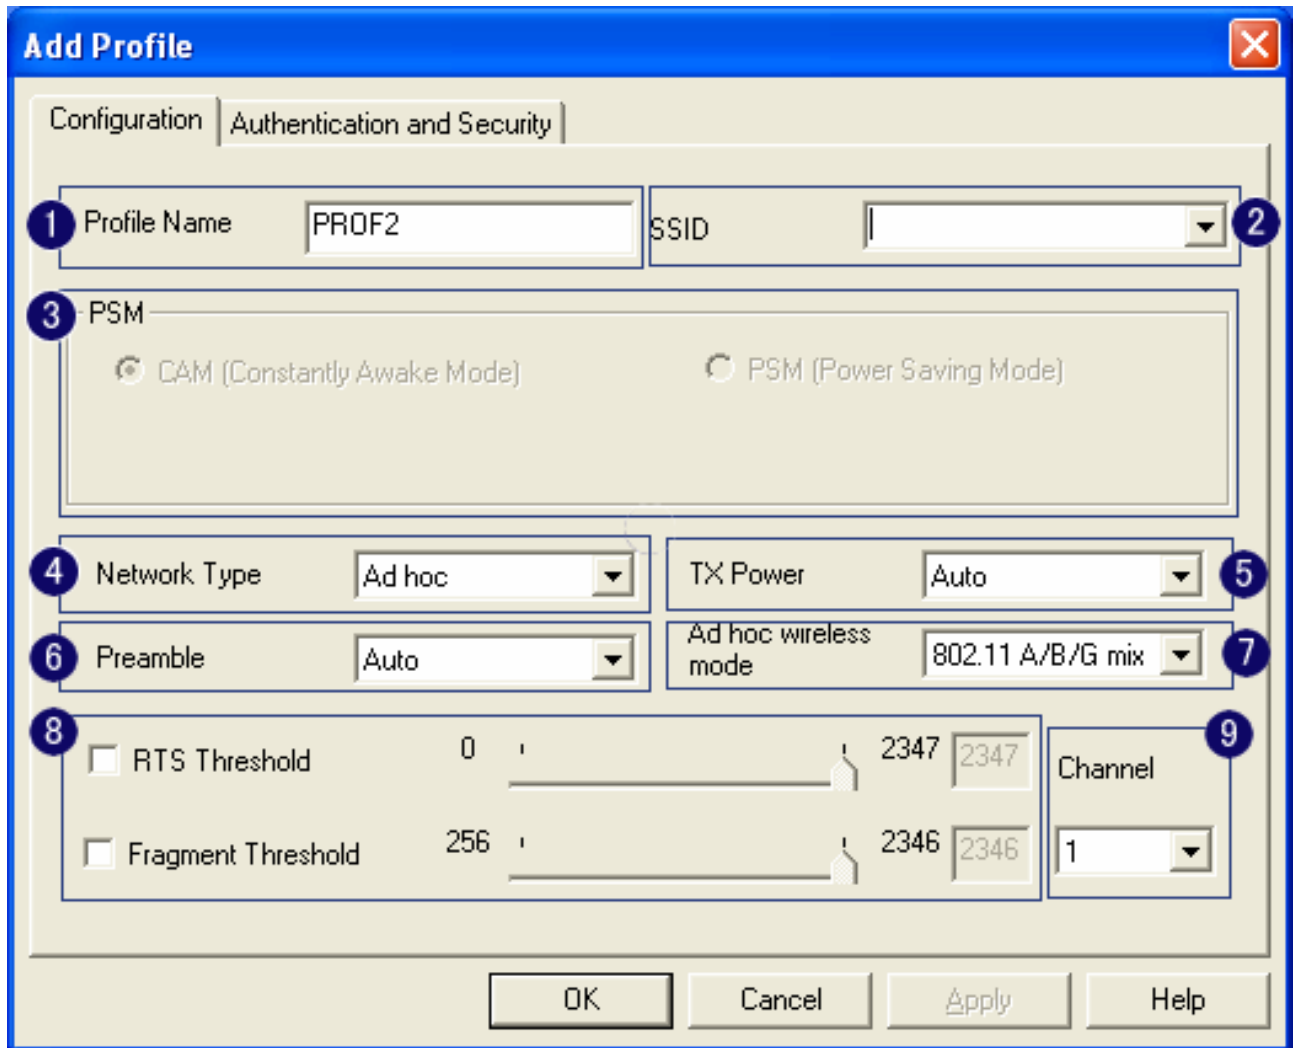 Add Profile
Configuration Authentication and Security
1 Profile Name PROF2 SSID 2
3 PSM
CAM (Constantly Awake Mode) PSM (Power Saving Mode)
4 Network Type Ad hoc TX Power Auto 5
6 Preamble Auto Ad hoc wireless mode 802.11 A/B/G mix 7
8 RTS Threshold 0 2347 2347 Channel 9
Fragment Threshold 256 2346 2346 1
OK Cancel Apply Help